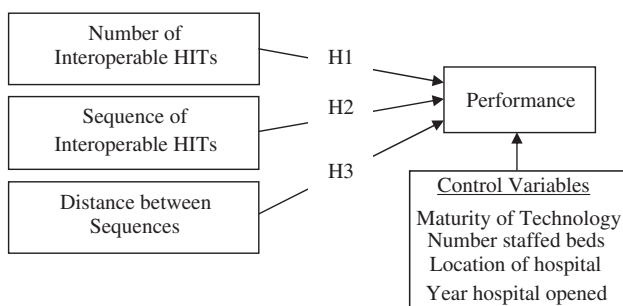 Number of
Interoperable HITs
H1
Sequence of
Interoperable HITs
H2
Distance between
Sequences
H3
Performance
Control Variables
Maturity of Technology
Number staffed beds
Location of hospital
Year hospital opened